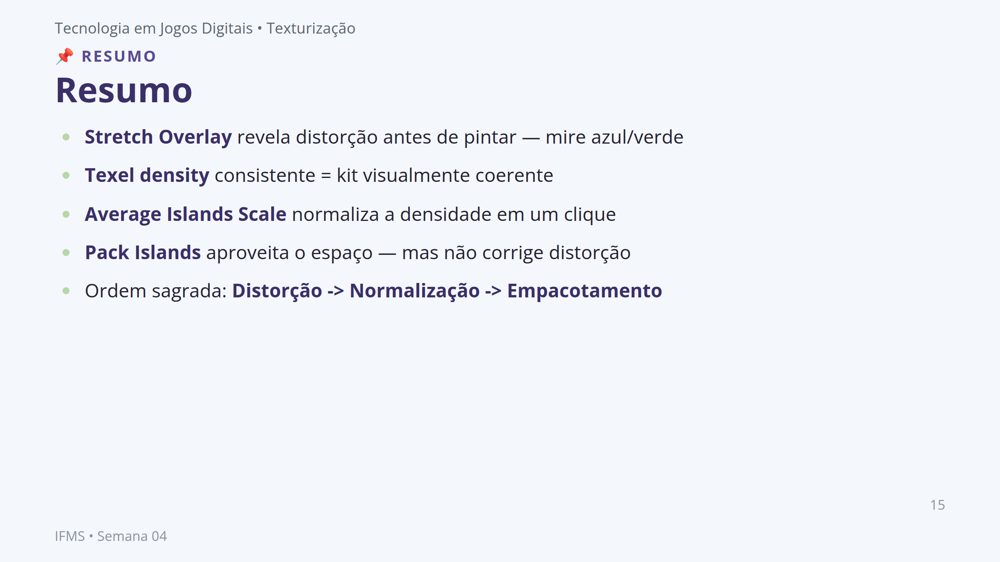 Tecnologia em Jogos Digitais • Texturização
📌 RESUMO
Resumo
• Stretch Overlay revela distorção antes de pintar — mire azul/verde
• Texel density consistente = kit visualmente coerente
• Average Islands Scale normaliza a densidade em um clique
• Pack Islands aproveita o espaço — mas não corrige distorção
• Ordem sagrada: Distorção -> Normalização -> Empacotamento
15
IFMS • Semana 04